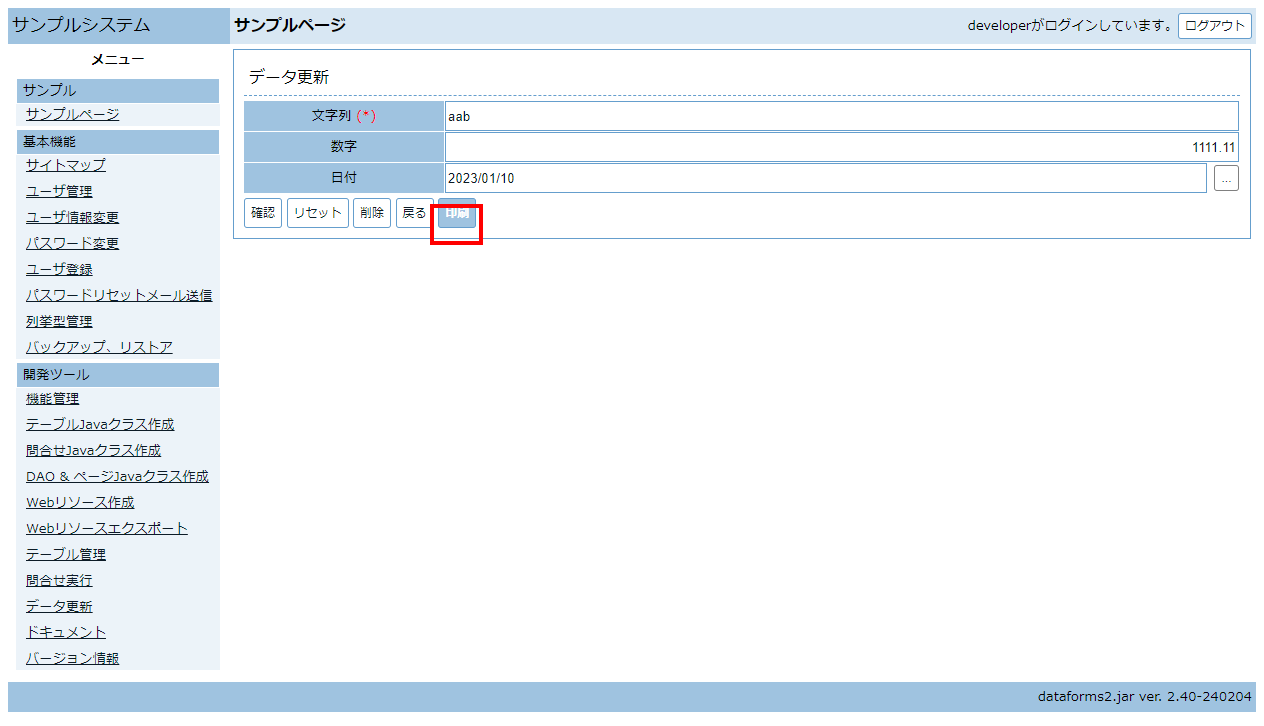 サンプルシステム
サンプルページ
developerがログインしています。 ログアウト
メニュー
サンプル
サンプルページ
基本機能
サイトマップ
ユーザ管理
ユーザ情報変更
パスワード変更
ユーザ登録
パスワードリセットメール送信
列挙型管理
バックアップ、リストア
開発ツール
機能管理
テーブルJavaクラス作成
問合せJavaクラス作成
DAO & ページJavaクラス作成
Webリソース作成
Webリソースエクスポート
テーブル管理
問合せ実行
データ更新
ドキュメント
バージョン情報
データ更新
文字列 (*) aab
数字 1111.11
日付 2023/01/10 ...
確認 リセット 削除 戻る 印刷
dataforms2.jar ver. 2.40-240204